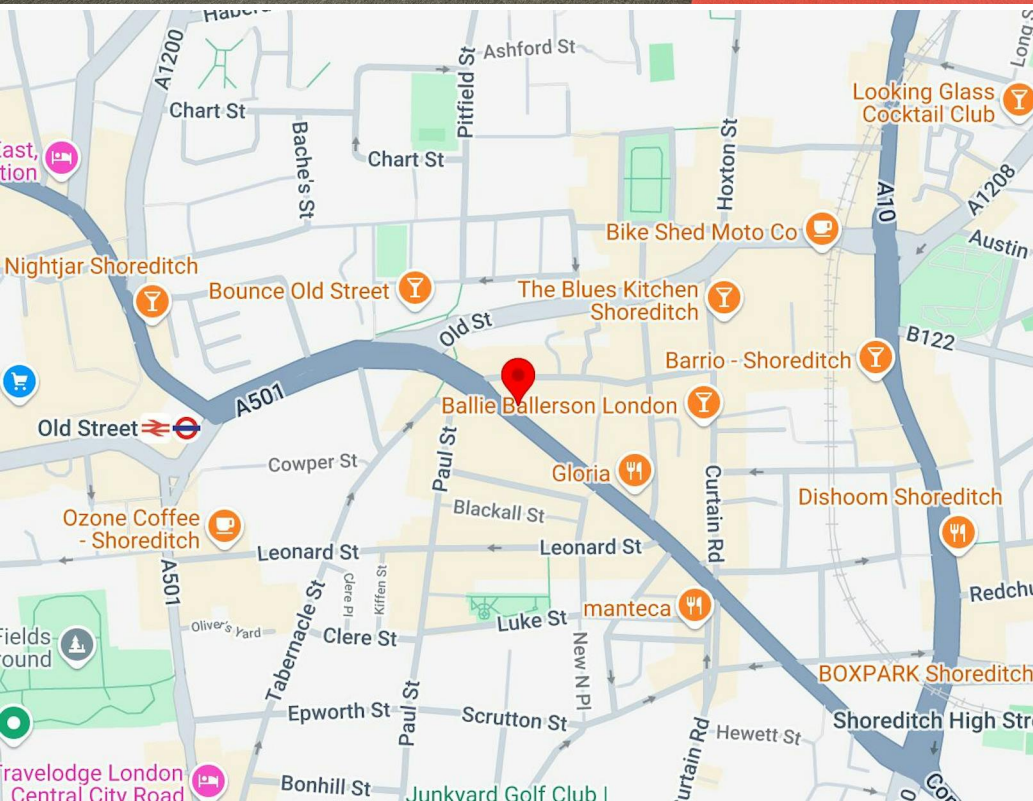 Ashford St
A1200
Pitfield St
Chart St
Looking Glass
Cocktail Club
Bache's St
Hoxton St
East,
Chart St
A10
A1208
Bike Shed Moto Co
Austin
Nightjar Shoreditch
Bounce Old Street
The Blues Kitchen
Shoreditch
Old St
B122
Barrio - Shoreditch
A501
Ballie Ballerson London
Old Street
Paul St
Cowper St
Gloria
Curtain Rd
Dishoom Shoreditch
Blackall St
Ozone Coffee
- Shoreditch
Leonard St
Leonard St
A501
Clere Pl
Kiffen St
Tabernacle St
manteca
Luke St
Oliver's Yard
Clere St
Fields
New N Pl
BOXPARK Shoreditch
Paul St
Epworth St
Scrutton St
Shoreditch High Str
Hewett St
Curtain Rd
Travelodge London
Central City Road
Bonhill St
Junkyard Golf Club